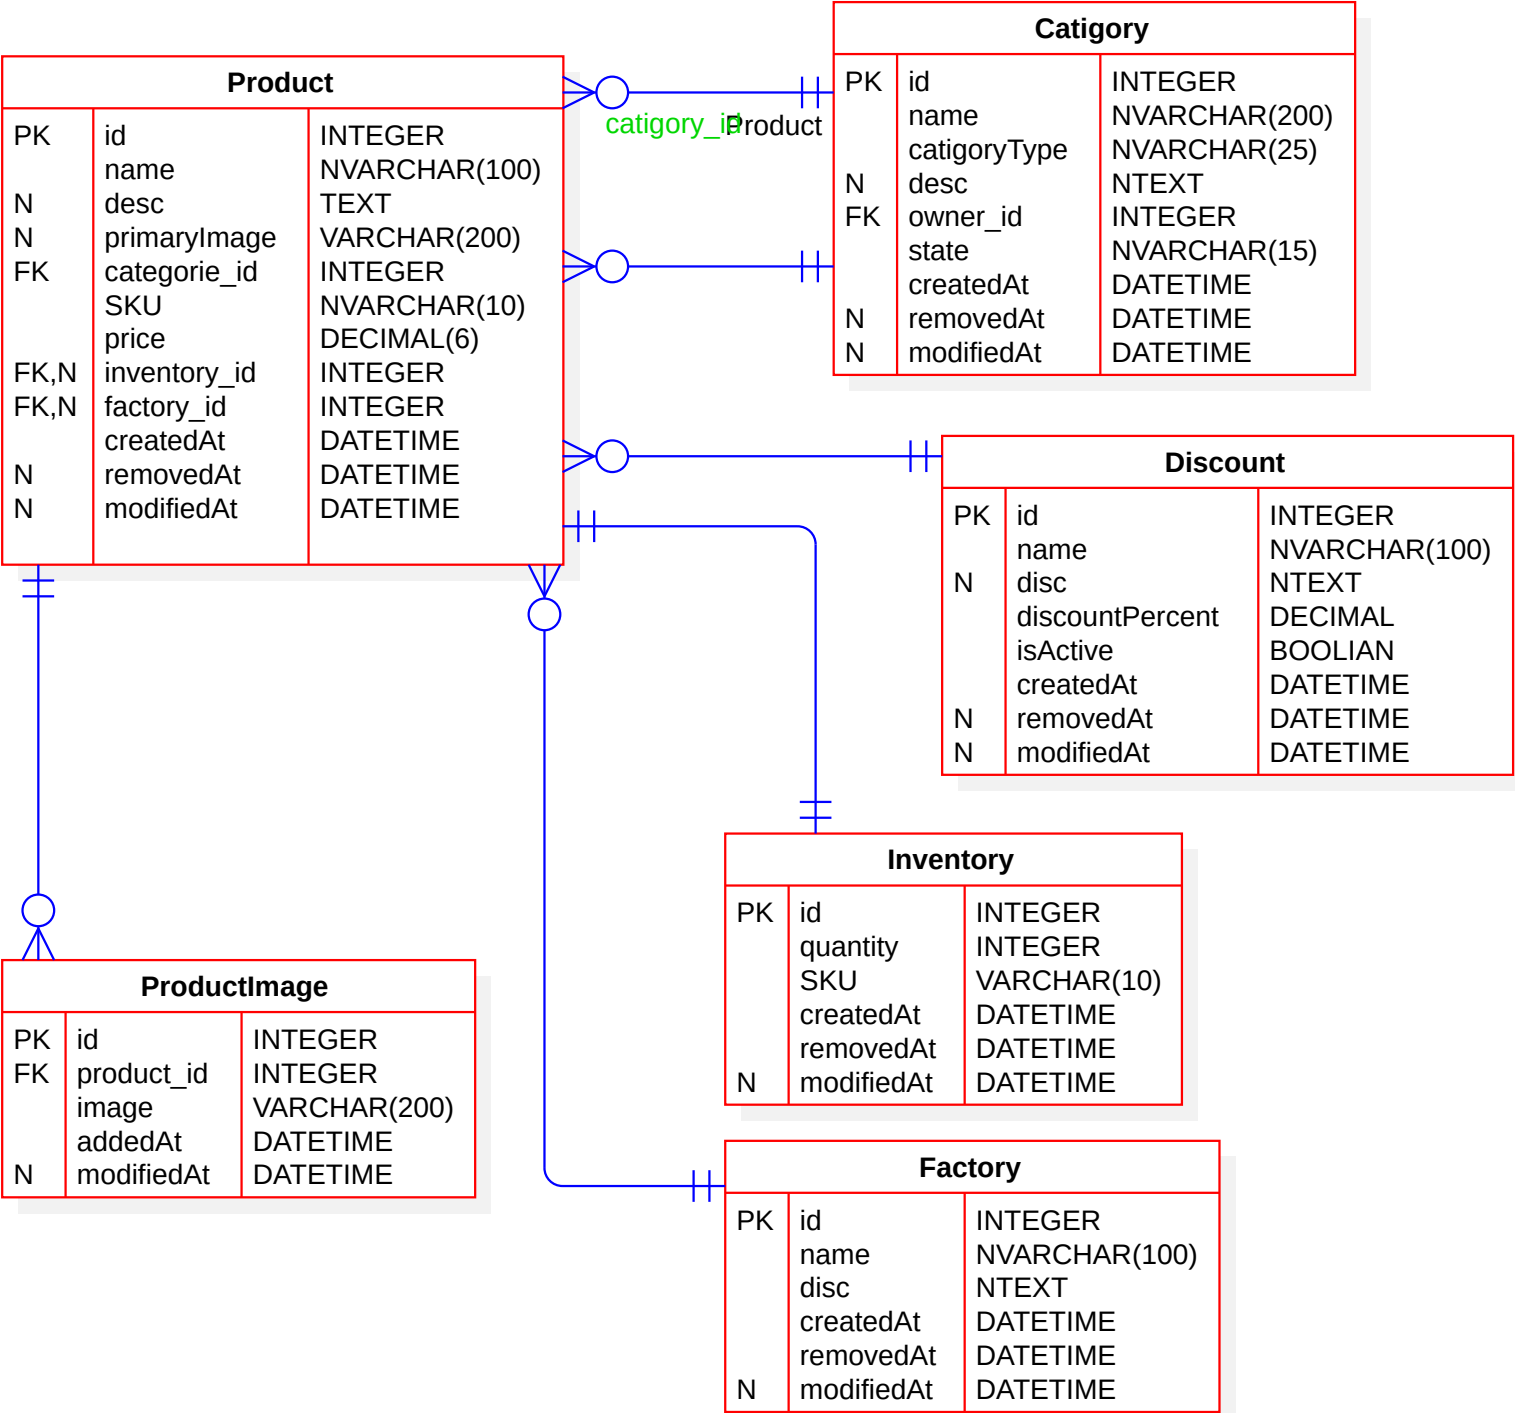 Product
PK id INTEGER
name NVARCHAR(100)
N desc TEXT
N primaryImage VARCHAR(200)
FK categorie_id INTEGER
SKU NVARCHAR(10)
price DECIMAL(6)
FK,N inventory_id INTEGER
FK,N factory_id INTEGER
createdAt DATETIME
N removedAt DATETIME
N modifiedAt DATETIME
catigory_id
Product
Catigory
PK id INTEGER
name NVARCHAR(200)
catigoryType NVARCHAR(25)
N desc NTEXT
FK owner_id INTEGER
state NVARCHAR(15)
createdAt DATETIME
N removedAt DATETIME
N modifiedAt DATETIME
Discount
PK id INTEGER
name NVARCHAR(100)
N disc NTEXT
discountPercent DECIMAL
isActive BOOLIAN
createdAt DATETIME
N removedAt DATETIME
N modifiedAt DATETIME
Inventory
PK id INTEGER
quantity INTEGER
SKU VARCHAR(10)
createdAt DATETIME
removedAt DATETIME
N modifiedAt DATETIME
ProductImage
PK id INTEGER
FK product_id INTEGER
image VARCHAR(200)
addedAt DATETIME
N modifiedAt DATETIME
Factory
PK id INTEGER
name NVARCHAR(100)
disc NTEXT
createdAt DATETIME
removedAt DATETIME
N modifiedAt DATETIME